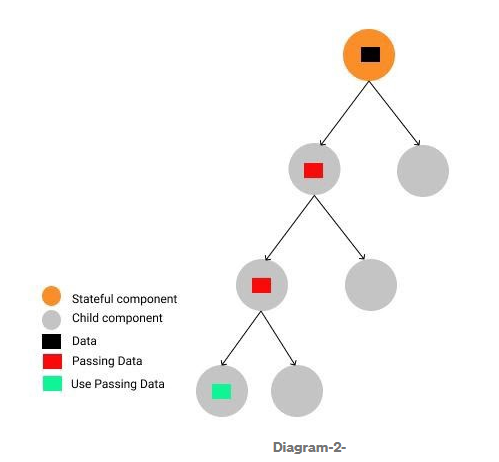 Stateful component
Child component
Data
Passing Data
Use Passing Data
Diagram-2-